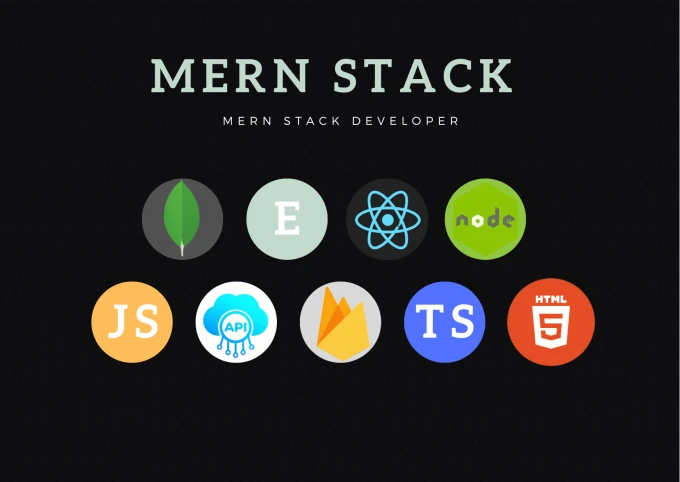 MERN STACK
MERN STACK DEVELOPER
E
node
JS
API
TS
HTML
5